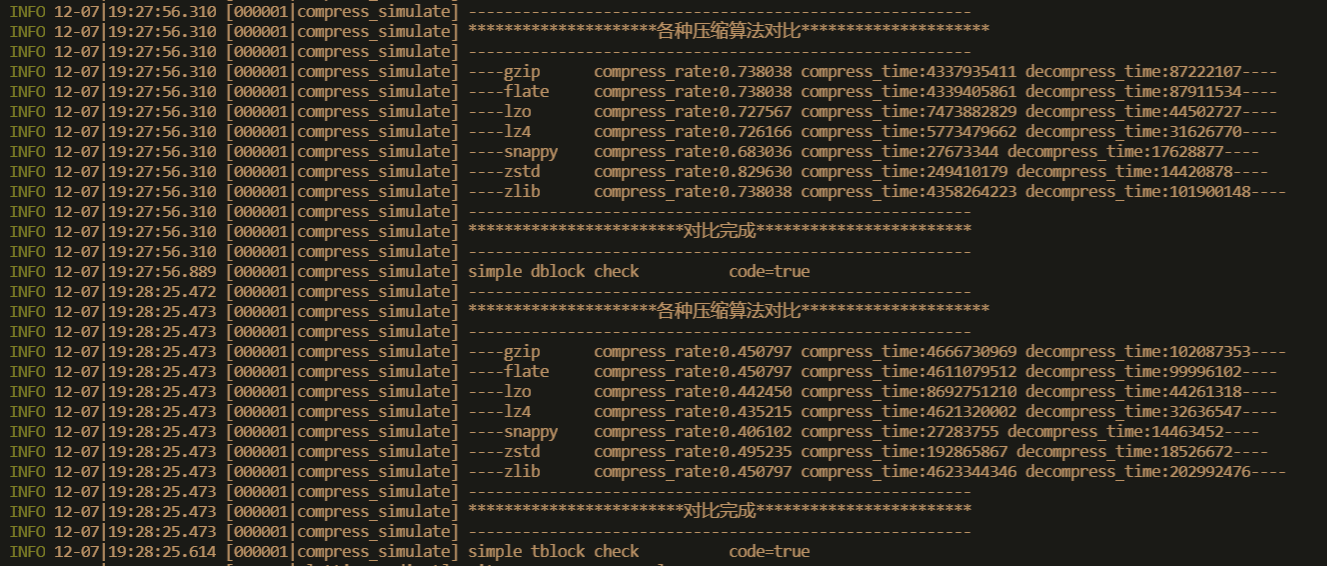 INFO 12-07|19:27:56.310 [000001|compress_simulate] --------------------------------------------------------
INFO 12-07|19:27:56.310 [000001|compress_simulate] *********************各种压缩算法对比*********************
INFO 12-07|19:27:56.310 [000001|compress_simulate] --------------------------------------------------------
INFO 12-07|19:27:56.310 [000001|compress_simulate] ----gzip      compress_rate:0.738038 compress_time:4337935411 decompress_time:87222107----
INFO 12-07|19:27:56.310 [000001|compress_simulate] ----flate     compress_rate:0.738038 compress_time:4339405861 decompress_time:87911534----
INFO 12-07|19:27:56.310 [000001|compress_simulate] ----lzo       compress_rate:0.727567 compress_time:7473882829 decompress_time:44502727----
INFO 12-07|19:27:56.310 [000001|compress_simulate] ----lz4       compress_rate:0.726166 compress_time:5773479662 decompress_time:31626770----
INFO 12-07|19:27:56.310 [000001|compress_simulate] ----snappy    compress_rate:0.683036 compress_time:27673344 decompress_time:17628877----
INFO 12-07|19:27:56.310 [000001|compress_simulate] ----zstd      compress_rate:0.829630 compress_time:249410179 decompress_time:14420878----
INFO 12-07|19:27:56.310 [000001|compress_simulate] ----zlib      compress_rate:0.738038 compress_time:4358264223 decompress_time:101900148----
INFO 12-07|19:27:56.310 [000001|compress_simulate] --------------------------------------------------------
INFO 12-07|19:27:56.310 [000001|compress_simulate] ************************对比完成************************
INFO 12-07|19:27:56.310 [000001|compress_simulate] --------------------------------------------------------
INFO 12-07|19:27:56.889 [000001|compress_simulate] simple dblock check          code=true
INFO 12-07|19:28:25.472 [000001|compress_simulate] --------------------------------------------------------
INFO 12-07|19:28:25.473 [000001|compress_simulate] *********************各种压缩算法对比*********************
INFO 12-07|19:28:25.473 [000001|compress_simulate] --------------------------------------------------------
INFO 12-07|19:28:25.473 [000001|compress_simulate] ----gzip      compress_rate:0.450797 compress_time:4666730969 decompress_time:102087353----
INFO 12-07|19:28:25.473 [000001|compress_simulate] ----flate     compress_rate:0.450797 compress_time:4611079512 decompress_time:99996102----
INFO 12-07|19:28:25.473 [000001|compress_simulate] ----lzo       compress_rate:0.442450 compress_time:8692751210 decompress_time:44261318----
INFO 12-07|19:28:25.473 [000001|compress_simulate] ----lz4       compress_rate:0.435215 compress_time:4621320002 decompress_time:32636547----
INFO 12-07|19:28:25.473 [000001|compress_simulate] ----snappy    compress_rate:0.406102 compress_time:27283755 decompress_time:14463452----
INFO 12-07|19:28:25.473 [000001|compress_simulate] ----zstd      compress_rate:0.495235 compress_time:192865867 decompress_time:18526672----
INFO 12-07|19:28:25.473 [000001|compress_simulate] ----zlib      compress_rate:0.450797 compress_time:4623344346 decompress_time:202992476----
INFO 12-07|19:28:25.473 [000001|compress_simulate] --------------------------------------------------------
INFO 12-07|19:28:25.473 [000001|compress_simulate] ************************对比完成************************
INFO 12-07|19:28:25.473 [000001|compress_simulate] --------------------------------------------------------
INFO 12-07|19:28:25.614 [000001|compress_simulate] simple tblock check          code=true